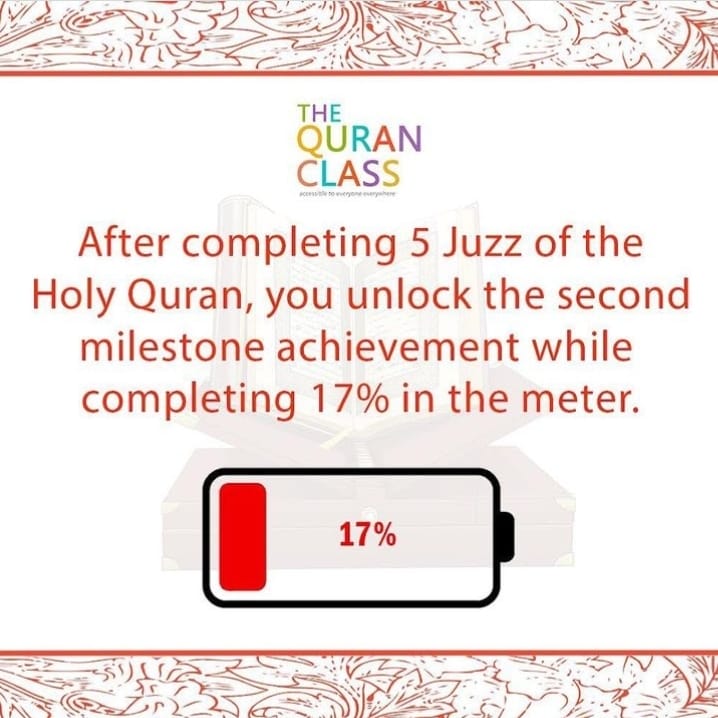 THE
QURAN
CLASS
accessible to everyone everywhere
After completing 5 Juzz of the
Holy Quran, you unlock the second
milestone achievement while
completing 17% in the meter.
17%